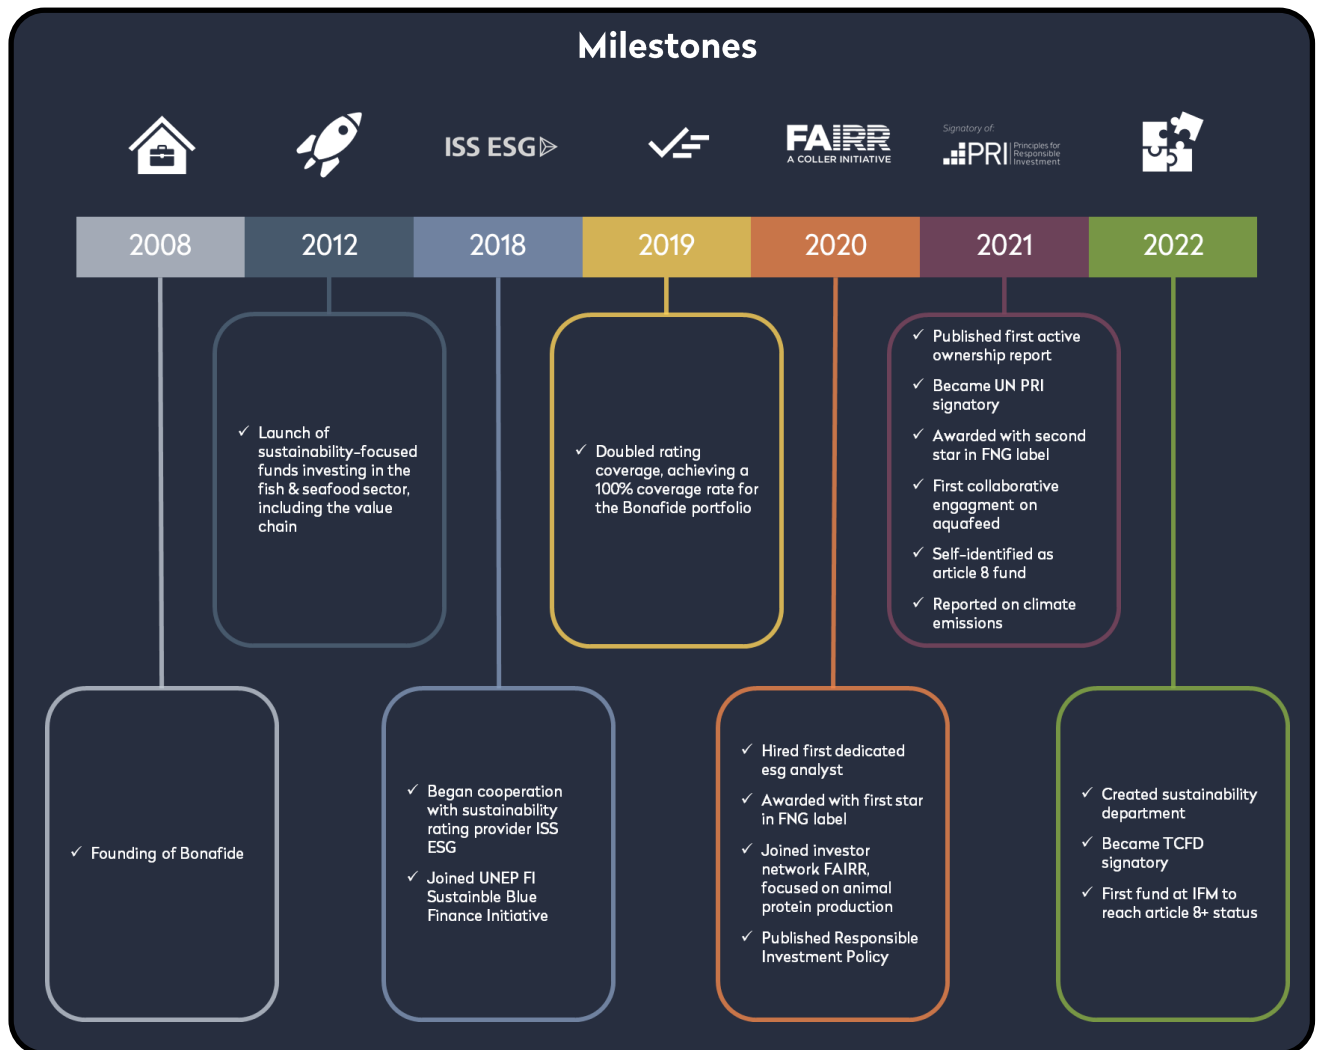 Milestones
ISS ESG
FAIRR
A COLLER INITIATIVE
Signatory of:
PRI
Principles for
Responsible
Investment
2008
2012
2018
2019
2020
2021
2022
✓ Launch of
sustainability-focused
funds investing in the
fish & seafood sector,
including the value
chain
✓ Doubled rating
coverage, achieving a
100% coverage rate for
the Bonafide portfolio
✓ Published first active
ownership report
✓ Became UN PRI
signatory
✓ Awarded with second
star in FNG label
✓ First collaborative
engagment on
aquafeed
✓ Self-identified as
article 8 fund
✓ Reported on climate
emissions
✓ Founding of Bonafide
✓ Began cooperation
with sustainability
rating provider ISS
ESG
✓ Joined UNEP FI
Sustainble Blue
Finance Initiative
✓ Hired first dedicated
esg analyst
✓ Awarded with first star
in FNG label
✓ Joined investor
network FAIRR,
focused on animal
protein production
✓ Published Responsible
Investment Policy
✓ Created sustainability
department
✓ Became TCFD
signatory
✓ First fund at IFM to
reach article 8+ status